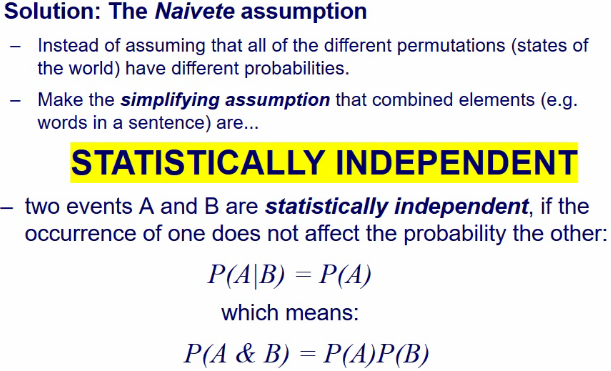 Solution: The Naivete assumption
– Instead of assuming that all of the different permutations (states of
the world) have different probabilities.
– Make the simplifying assumption that combined elements (e.g.
words in a sentence) are...
STATISTICALLY INDEPENDENT
– two events A and B are statistically independent, if the
occurrence of one does not affect the probability the other:
P(A|B) = P(A)
which means:
P(A & B) = P(A)P(B)